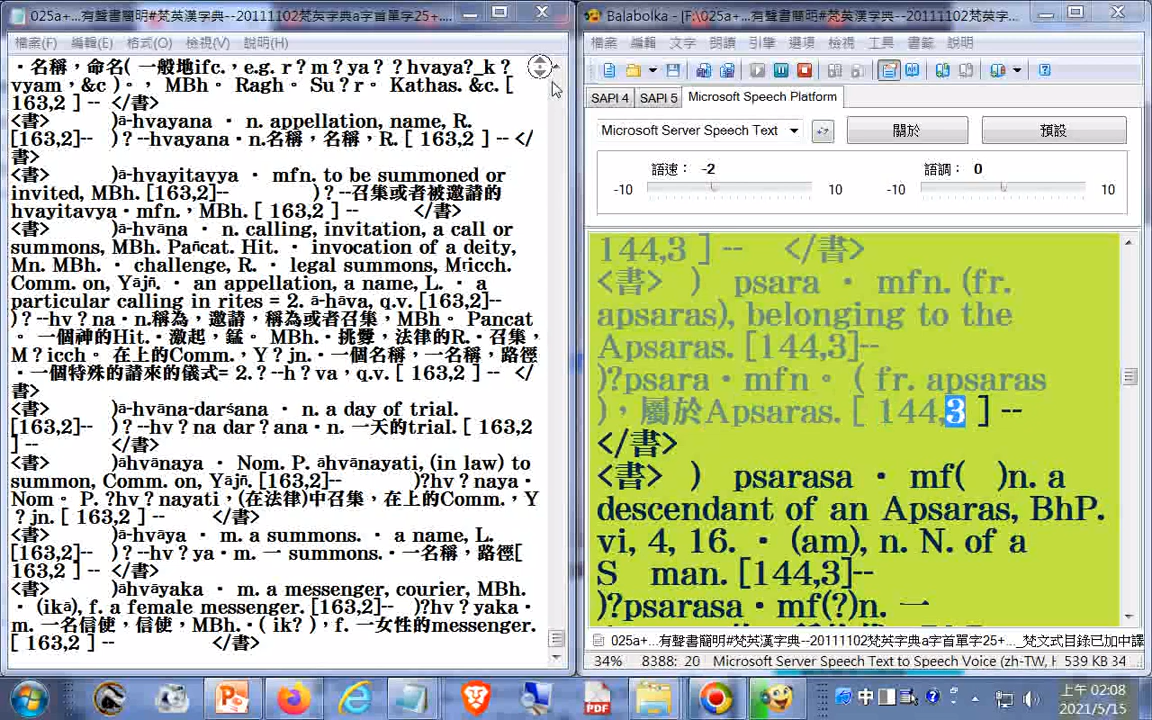 025a+...有聲書簡明#梵英漢字典--20111102梵英字典a字首單字25+...
檔案(F) 編輯(E) 格式(O) 檢視(V) 說明(H)
・名稱，命名( 一般地ifc.，e.g. r？m？ya？？hvaya?_k？
vyam，&c )。， MBh。Ragh。Su？r。Kathas. &c. [
163,2 ] -- </書>
<書> )ā-hvayana ・ n. appellation, name, R.
[163,2]-- )？--hvayana・n.名稱，名稱，R. [ 163,2 ] -- </
書>
<書> )ā-hvayitavya ・ mfn. to be summoned or
invited, MBh. [163,2]-- )？--召集或者被邀請的
hvayitavya・mfn.，MBh. [ 163,2 ] -- </書>
<書> )ā-hvāna ・ n. calling, invitation, a call or
summons, MBh. Pañcat. Hit. ・ invocation of a deity,
Mn. MBh. ・ challenge, R. ・ legal summons, Mṛicch.
Comm. on, Yājñ. ・ an appellation, a name, L. ・ a
particular calling in rites = 2. ā-hāva, q.v. [163,2]--
)？--hv？na・n.稱為，邀請，稱為或者召集，MBh。Pancat
。一個神的Hit.・激起，錳。MBh.・挑釁，法律的R.・召集，
M？icch。在上的Comm.，Y？jn.・一個名稱，一名稱，路徑
・一個特殊的請來的儀式= 2.？--h？va，q.v. [ 163,2 ] -- </
書>
<書> )ā-hvāna-darśana ・ n. a day of trial.
[163,2]-- )？--hv？na dar？ana・n.一天的trial. [ 163,2
] -- </書>
<書> )āhvānaya ・ Nom. P. āhvānayati, (in law) to
summon, Comm. on, Yājñ. [163,2]-- )?hv？naya・
Nom。P.？hv？nayati，(在法律)中召集，在上的Comm.，Y
？jn. [ 163,2 ] -- </書>
<書> )ā-hvāya ・ m. a summons. ・ a name, L.
[163,2]-- )？--hv？ya・m. 一 summons.・一名稱，路徑[
163,2 ] -- </書>
<書> )āhvāyaka ・ m. a messenger, courier, MBh.
・ (ikā), f. a female messenger. [163,2]-- )?hv？yaka・
m. 一名信使，信使，MBh.・( ik？)，f. 一女性的messenger.
[ 163,2 ] -- </書>
Balabolka - [F:\025a+...有聲書簡明#梵英漢字典--20111102梵英字...
檔案 編輯 文字 朗讀 引擎 選項 檢視 工具 書籤 說明
SAPI 4 SAPI 5 Microsoft Speech Platform
Microsoft Server Speech Text 關於 預設
語速： -2 語調： 0
-10 10 -10 10
144,3 ] -- </書>
<書> ) psara ・ mfn. (fr.
apsaras), belonging to the
Apsaras. [144,3]--
)?psara・mfn。( fr. apsaras
)，屬於Apsaras. [ 144,3 ] --
</書>
<書> ) psarasa ・ mf( )n. a
descendant of an Apsaras, BhP.
vi, 4, 16. ・ (am), n. N. of a
S man. [144,3]--
)?psarasa・mf(?)n. 一
025a+...有聲書簡明#梵英漢字典--20111102梵英字典a字首單字25+..._梵文式目錄已加中譯
34% 8388: 20 Microsoft Server Speech Text to Speech Voice (zh-TW, H 539 KB 34
中
上午 02:08
2021/5/15